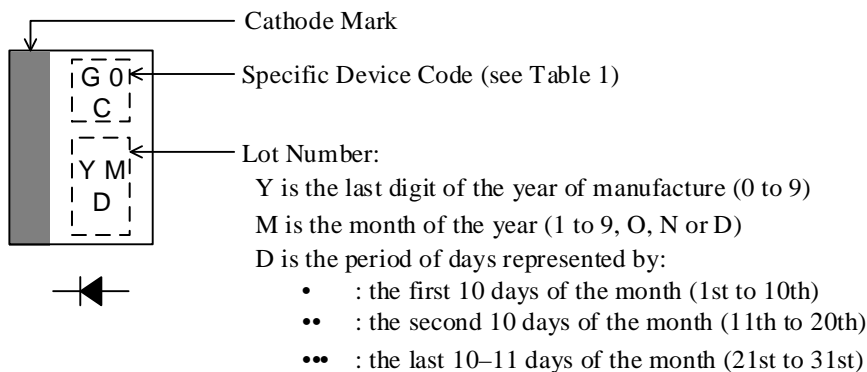 Cathode Mark
G 0
C
Specific Device Code (see Table 1)
Y M
D
Lot Number:
Y is the last digit of the year of manufacture (0 to 9)
M is the month of the year (1 to 9, O, N or D)
D is the period of days represented by:
• : the first 10 days of the month (1st to 10th)
•• : the second 10 days of the month (11th to 20th)
••• : the last 10–11 days of the month (21st to 31st)